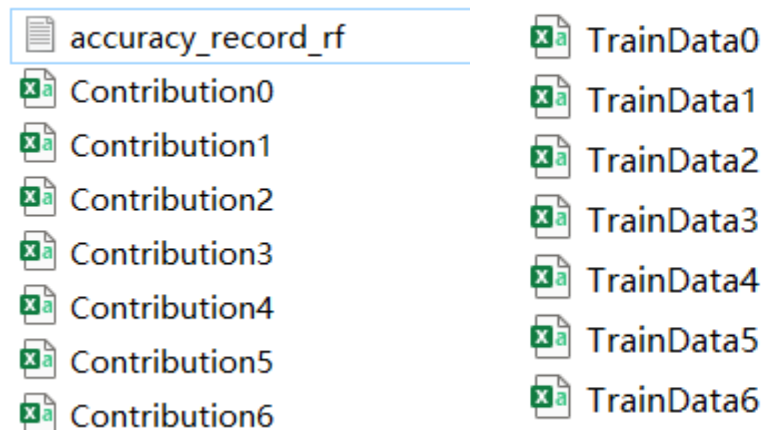 accuracy_record_rf
Contribution0
Contribution1
Contribution2
Contribution3
Contribution4
Contribution5
Contribution6
TrainData0
TrainData1
TrainData2
TrainData3
TrainData4
TrainData5
TrainData6